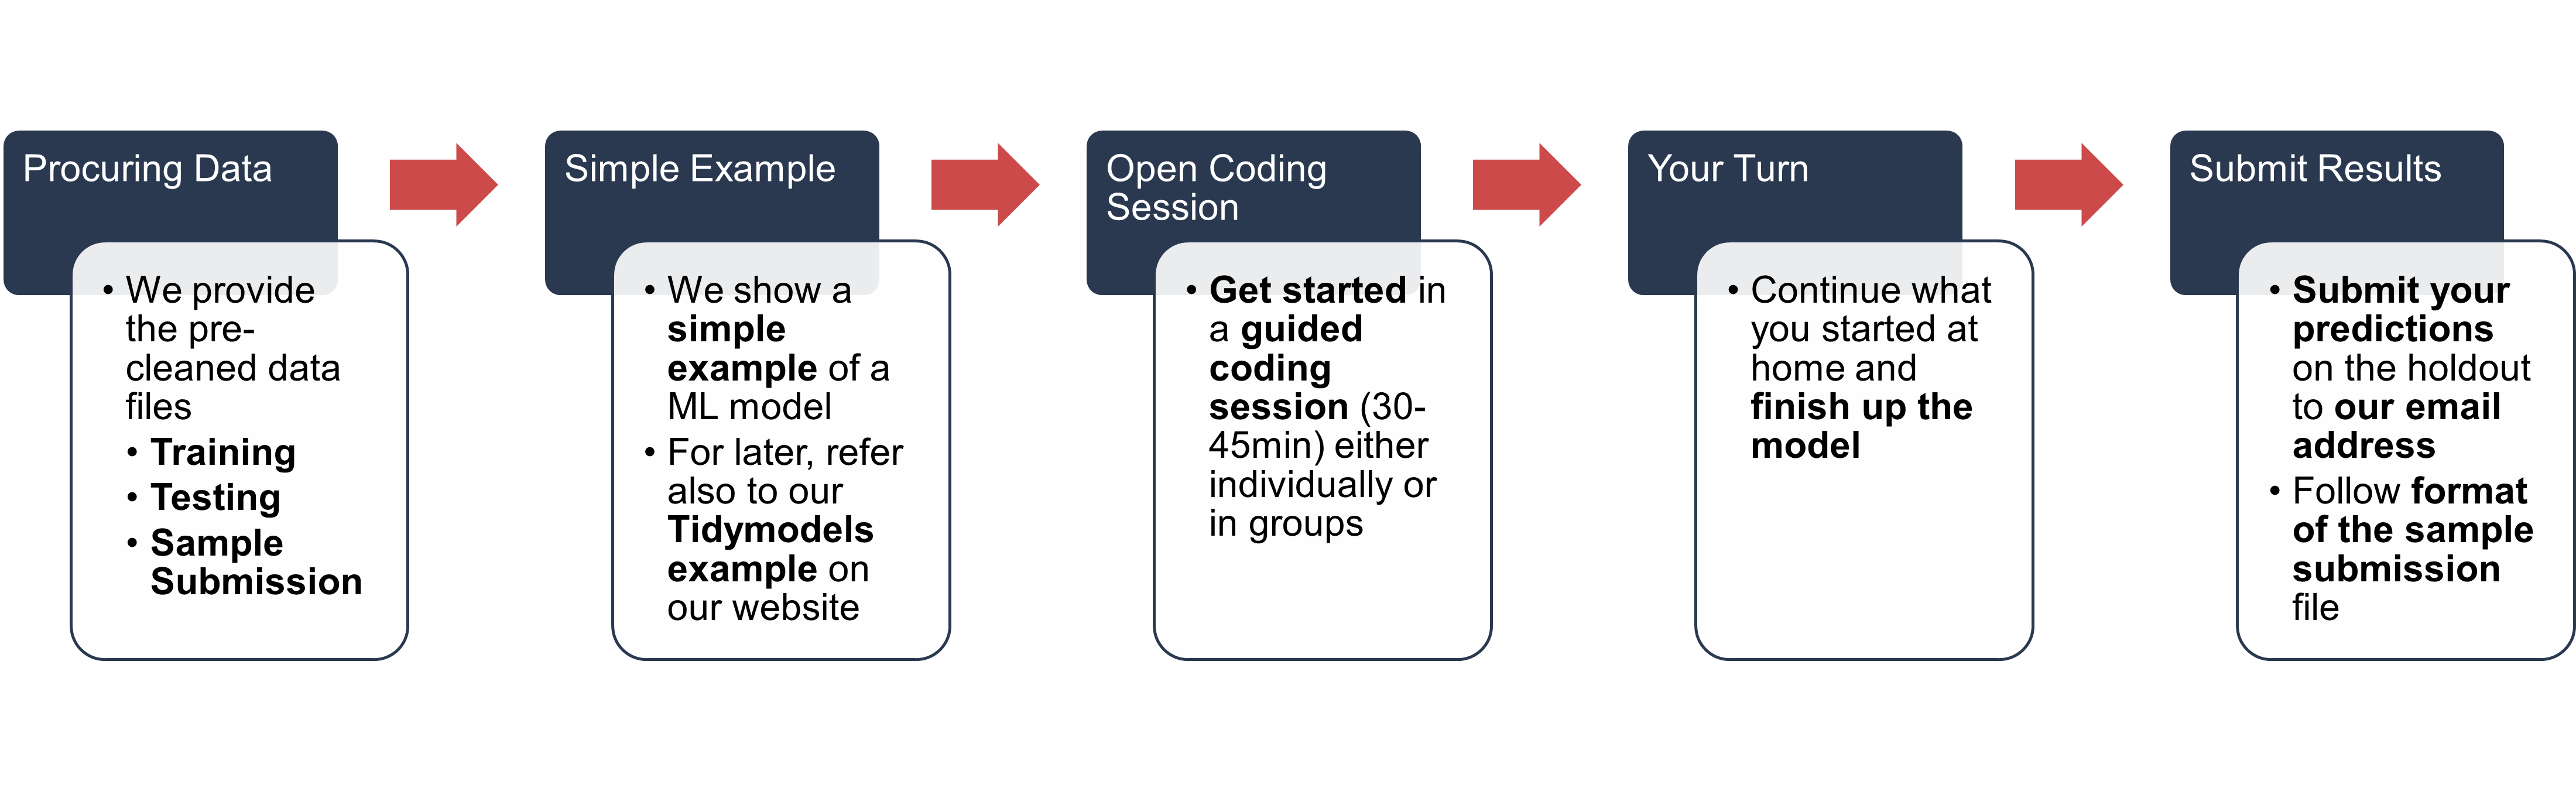 Procuring Data
• We provide
the pre-
cleaned data
files
• Training
• Testing
• Sample
Submission
Simple Example
• We show a
simple
example of a
ML model
• For later, refer
also to our
Tidymodels
example on
our website
Open Coding
Session
• Get started in
a guided
coding
session (30-
45min) either
individually or
in groups
Your Turn
• Continue what
you started at
home and
finish up the
model
Submit Results
• Submit your
predictions
on the holdout
to our email
address
• Follow format
of the sample
submission
file